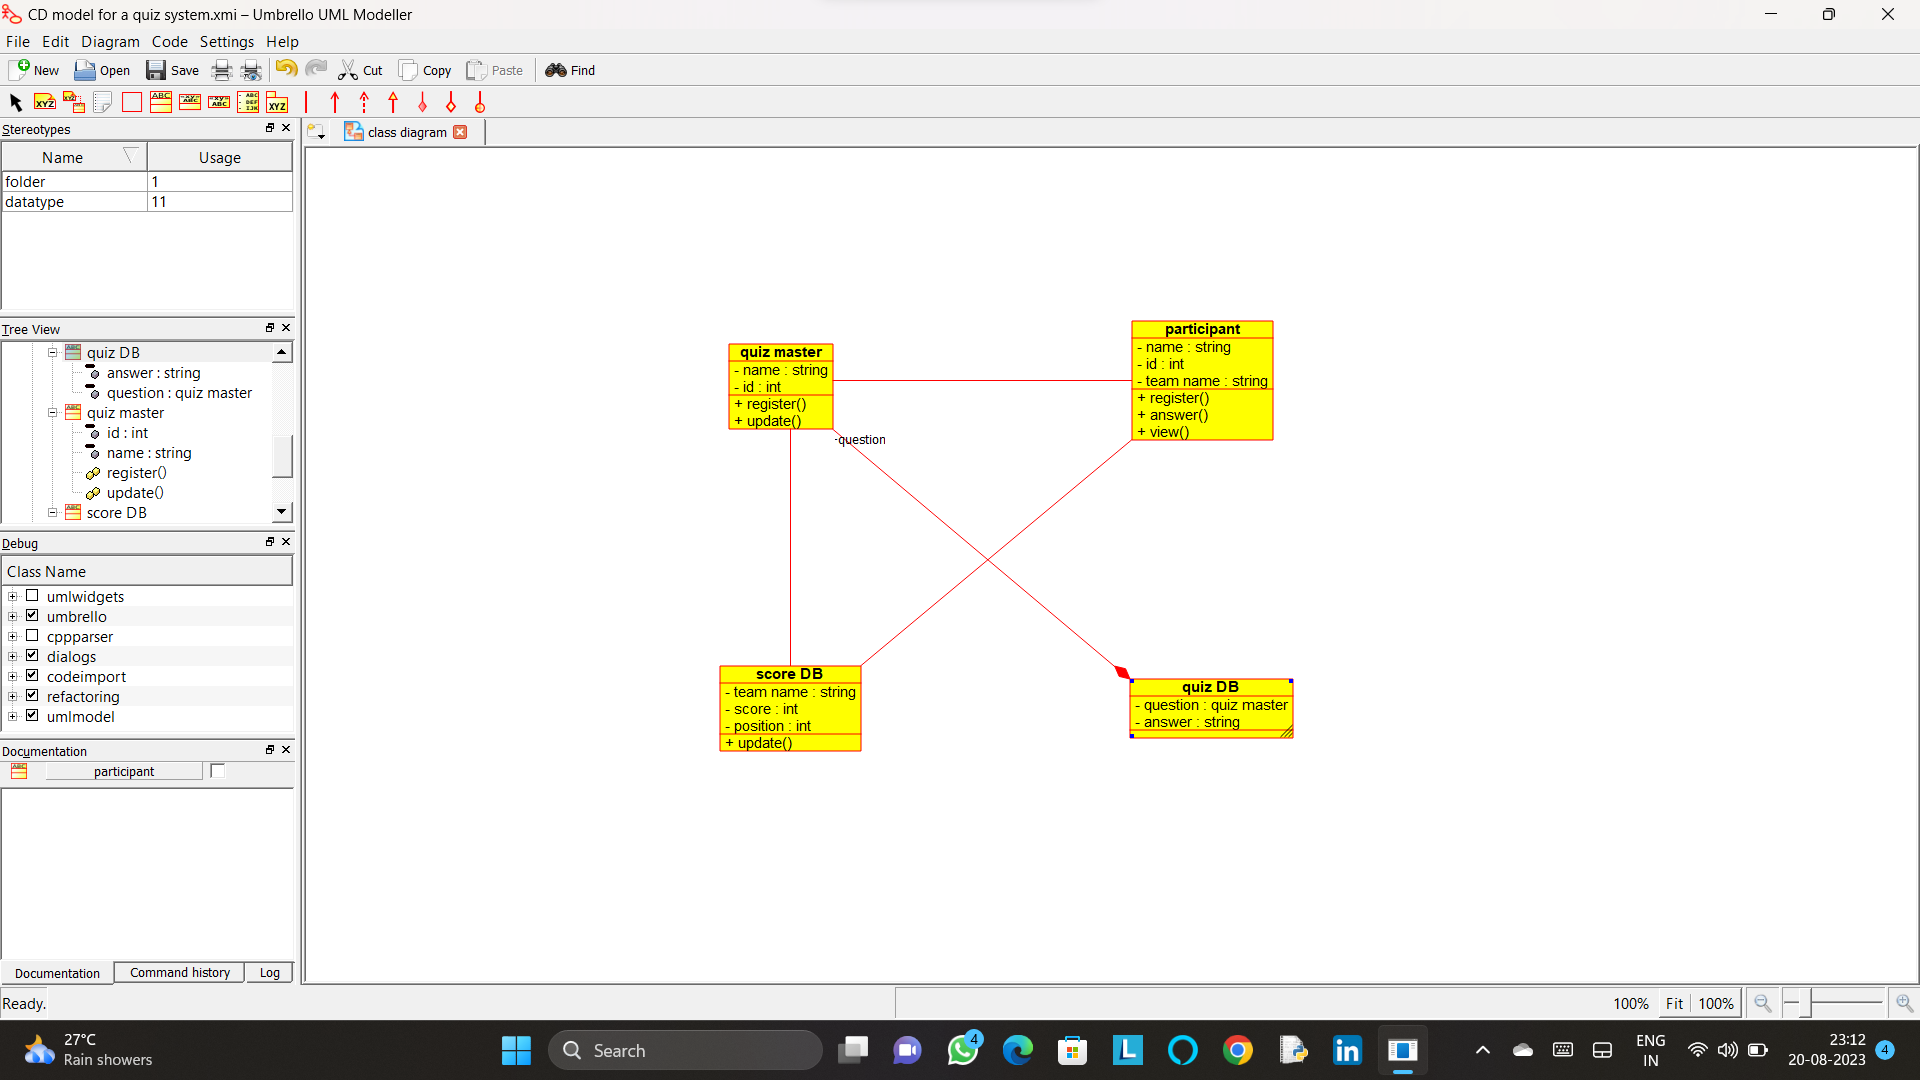 CD model for a quiz system.xmi – Umbrello UML Modeller
File Edit Diagram Code Settings Help
New Open Save Cut Copy Paste Find
Stereotypes
class diagram
Name Usage
folder 1
datatype 11
Tree View
quiz DB
answer : string
question : quiz master
quiz master
id : int
name : string
register()
update()
score DB
Debug
Class Name
umlwidgets
umbrello
cppparser
dialogs
codeimport
refactoring
umlmodel
Documentation
participant
Documentation Command history Log
quiz master
- name : string
- id : int
+ register()
+ update()
-question
participant
- name : string
- id : int
- team name : string
+ register()
+ answer()
+ view()
score DB
- team name : string
- score : int
- position : int
+ update()
quiz DB
- question : quiz master
- answer : string
Ready.
100% Fit 100%
27°C
Rain showers
Search
4
ENG
IN
23:12
20-08-2023
4